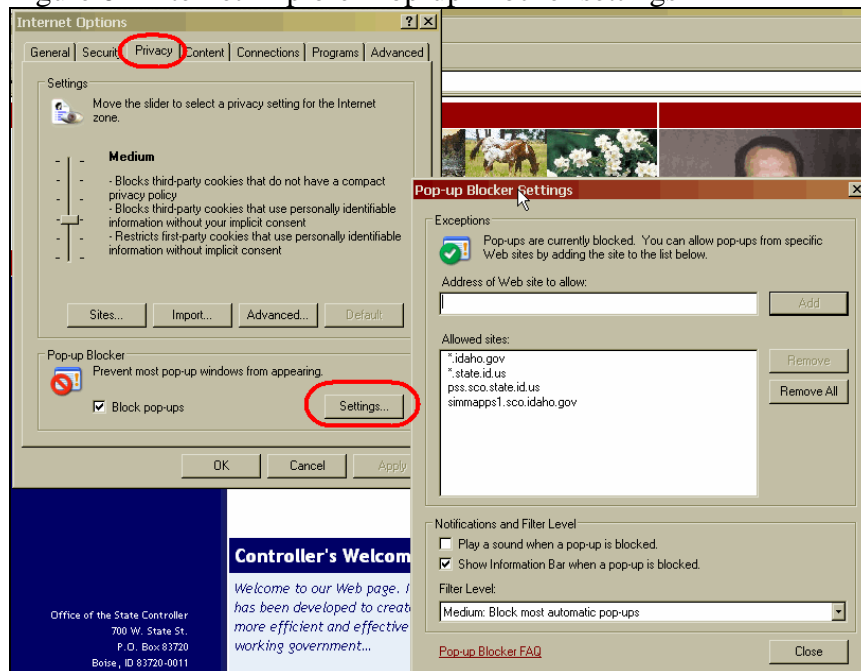 Internet Options
General Security Privacy Content Connections Programs Advanced
Settings
Move the slider to select a privacy setting for the Internet
zone.
Medium
- Blocks third-party cookies that do not have a compact
privacy policy
- Blocks third-party cookies that use personally identifiable
information without your implicit consent
- Restricts first-party cookies that use personally identifiable
information without implicit consent
Sites... Import... Advanced... Default
Pop-up Blocker
Prevent most pop-up windows from appearing.
Block pop-ups
Settings...
OK Cancel Apply
Pop-up Blocker Settings
Exceptions
Pop-ups are currently blocked. You can allow pop-ups from specific
Web sites by adding the site to the list below.
Address of Web site to allow:
Add
Allowed sites:
*.idaho.gov
*.state.id.us
pss.sco.state.id.us
simmapps1.sco.idaho.gov
Remove
Remove All
Notifications and Filter Level
Play a sound when a pop-up is blocked.
Show Information Bar when a pop-up is blocked.
Filter Level:
Medium: Block most automatic pop-ups
Pop-up Blocker FAQ
Close
Controller's Welcom
Welcome to our Web page.
has been developed to creat
more efficient and effective
working government...
Office of the State Controller
700 W. State St.
P.O. Box 83720
Boise, ID 83720-0011